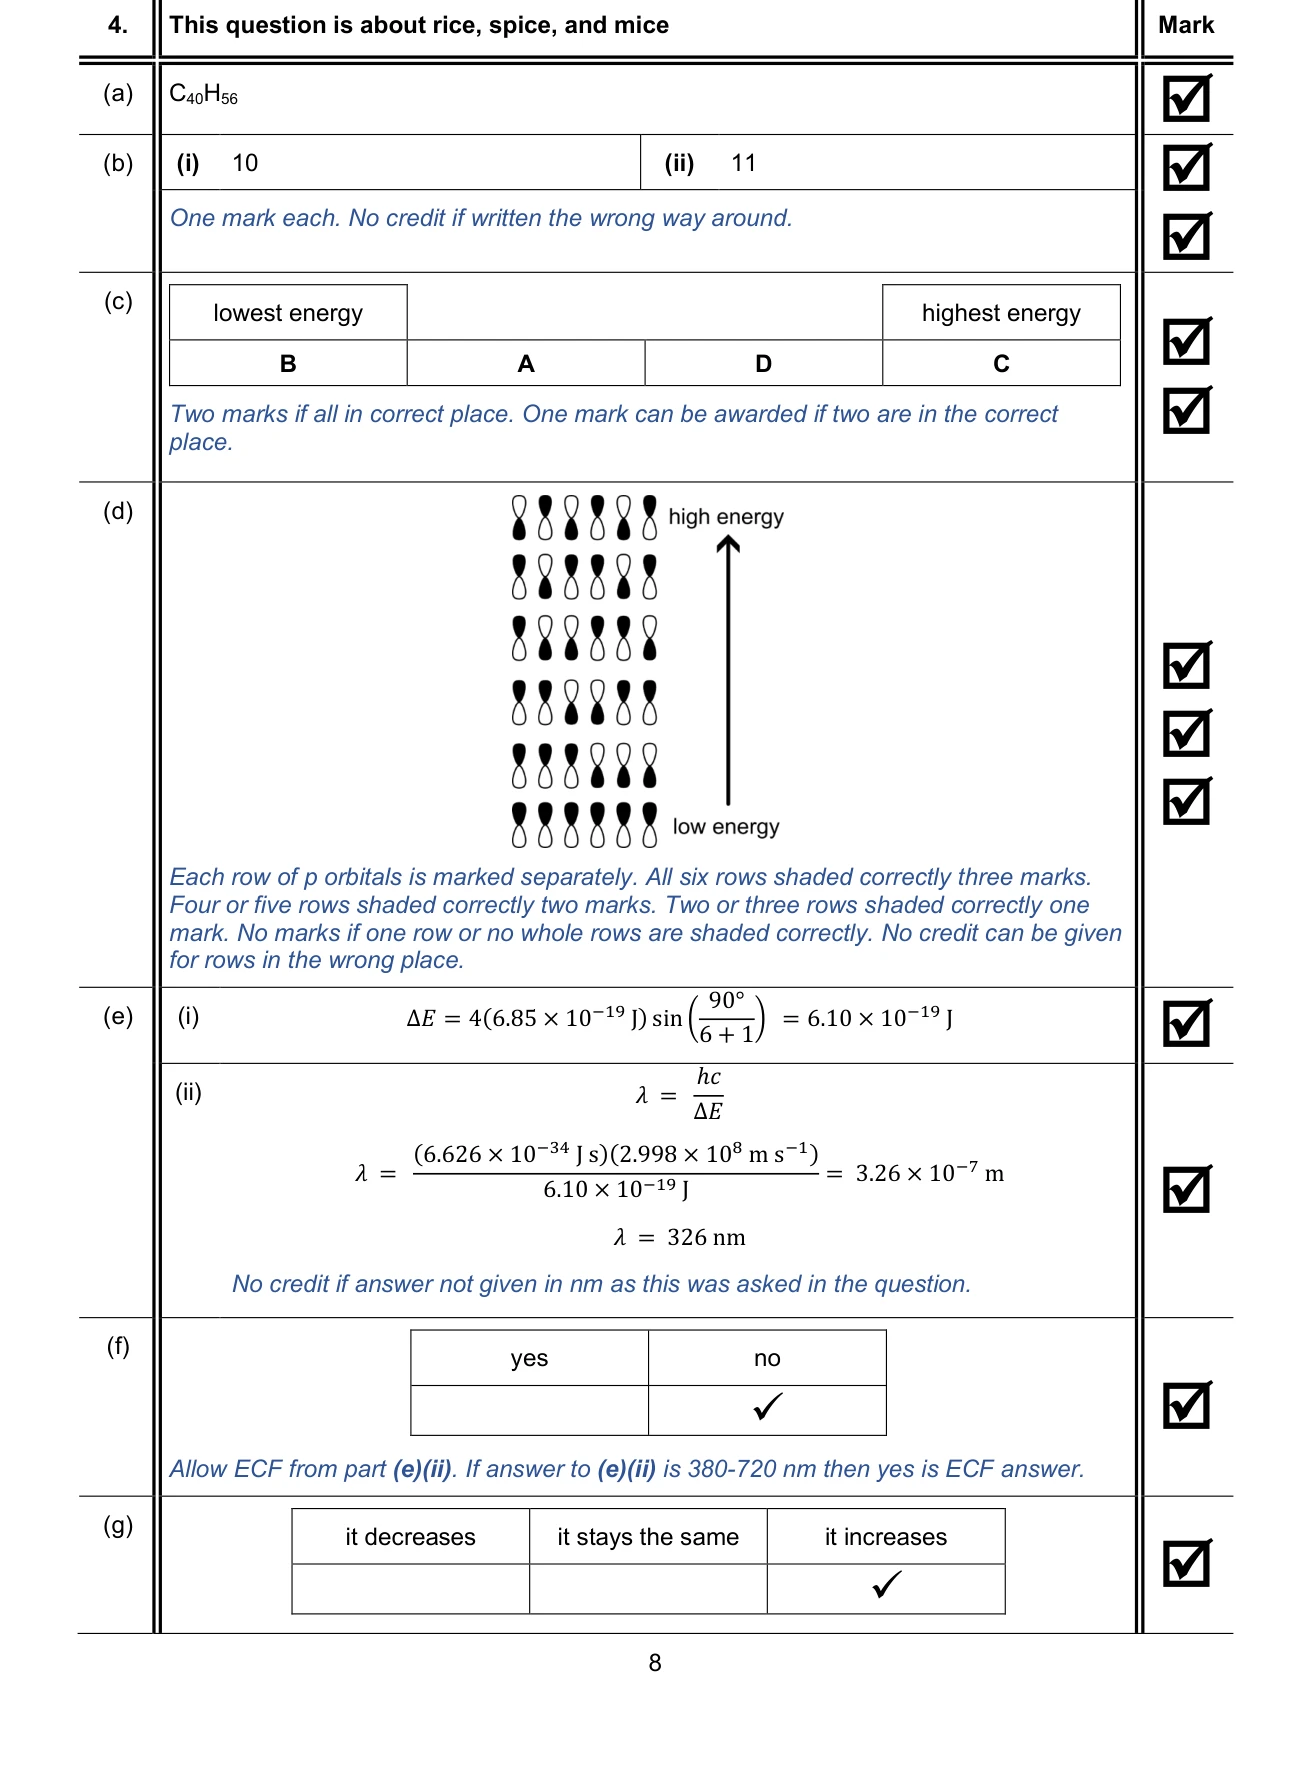 4. This question is about rice, spice, and mice Mark
(a) C₄₀H₅₆
(b) (i) 10 (ii) 11
One mark each. No credit if written the wrong way around.
(c) lowest energy highest energy
B A D C
Two marks if all in correct place. One mark can be awarded if two are in the correct
place.
(d)
high energy
low energy
Each row of p orbitals is marked separately. All six rows shaded correctly three marks.
Four or five rows shaded correctly two marks. Two or three rows shaded correctly one
mark. No marks if one row or no whole rows are shaded correctly. No credit can be given
for rows in the wrong place.
(e) (i) ΔE = 4(6.85 × 10⁻¹⁹ J) sin(90°/(6 + 1)) = 6.10 × 10⁻¹⁹ J
(ii) λ = hc/ΔE
λ = (6.626 × 10⁻³⁴ J s)(2.998 × 10⁸ m s⁻¹)/6.10 × 10⁻¹⁹ J = 3.26 × 10⁻⁷ m
λ = 326 nm
No credit if answer not given in nm as this was asked in the question.
(f) yes no
✓
Allow ECF from part (e)(ii). If answer to (e)(ii) is 380-720 nm then yes is ECF answer.
(g) it decreases it stays the same it increases
✓
8